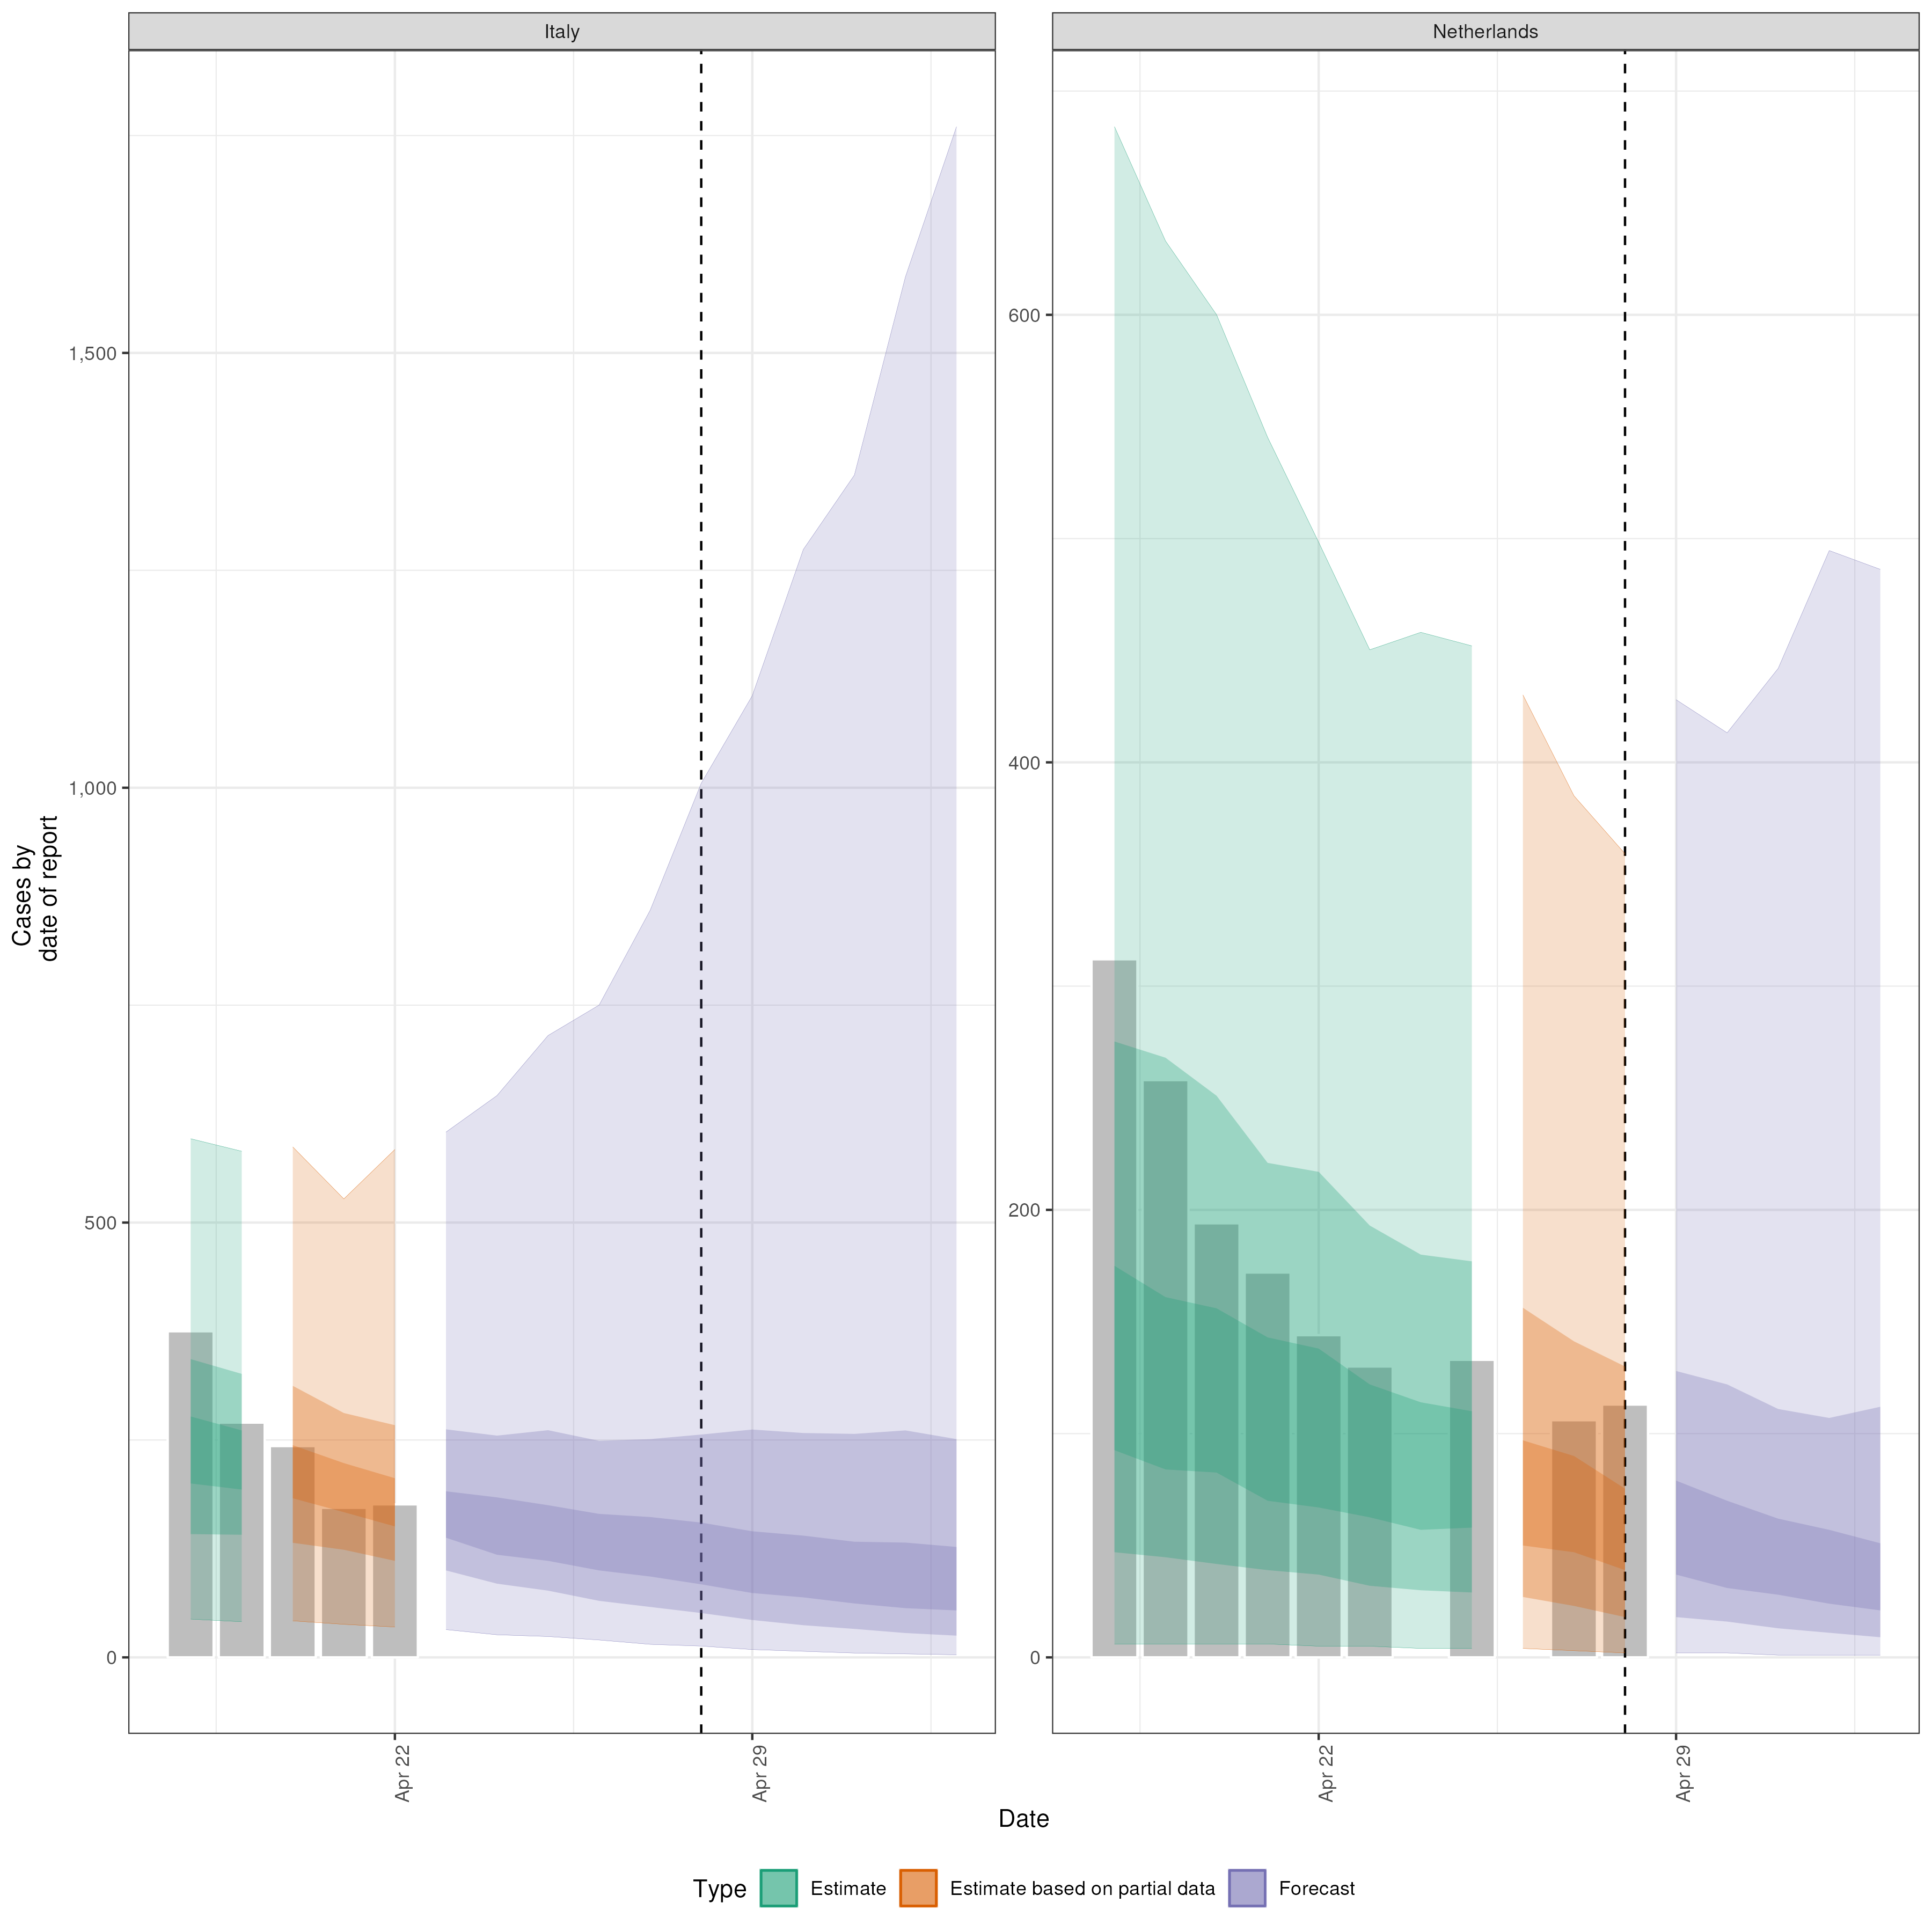 Italy
Netherlands
Cases by
date of report
1,500
1,000
500
0
600
400
200
0
Apr 22
Apr 29
Apr 22
Apr 29
Date
Type
Estimate
Estimate based on partial data
Forecast